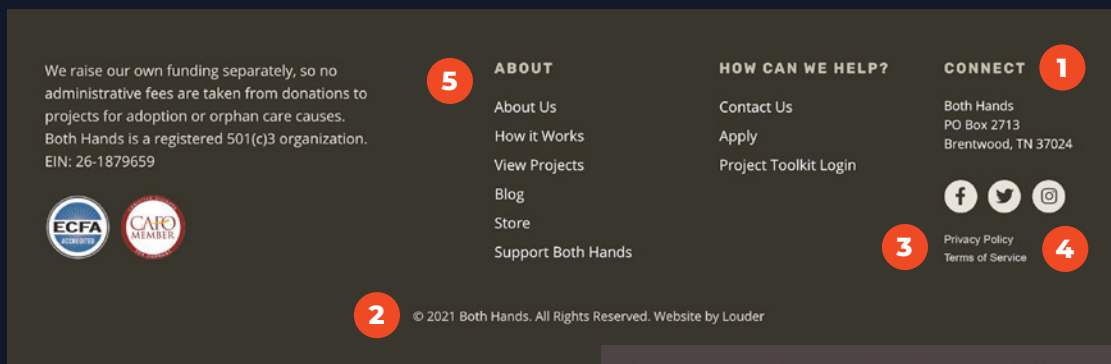 We raise our own funding separately, so no
administrative fees are taken from donations to
projects for adoption or orphan care causes.
Both Hands is a registered 501(c)3 organization.
EIN: 26-1879659
ECFA
ACCREDITED
CAFO
MEMBER
5
ABOUT
About Us
How it Works
View Projects
Blog
Store
Support Both Hands
HOW CAN WE HELP?
Contact Us
Apply
Project Toolkit Login
CONNECT
1
Both Hands
PO Box 2713
Brentwood, TN 37024
3
Privacy Policy
Terms of Service
4
2
© 2021 Both Hands. All Rights Reserved. Website by Louder